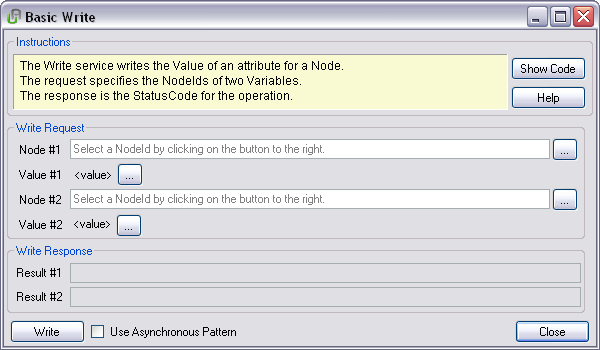 Basic Write
Instructions
The Write service writes the Value of an attribute for a Node.
The request specifies the NodeIds of two Variables.
The response is the StatusCode for the operation.
Show Code
Help
Write Request
Node #1 Select a NodeId by clicking on the button to the right. ...
Value #1 <value> ...
Node #2 Select a NodeId by clicking on the button to the right. ...
Value #2 <value> ...
Write Response
Result #1
Result #2
Write Use Asynchronous Pattern Close